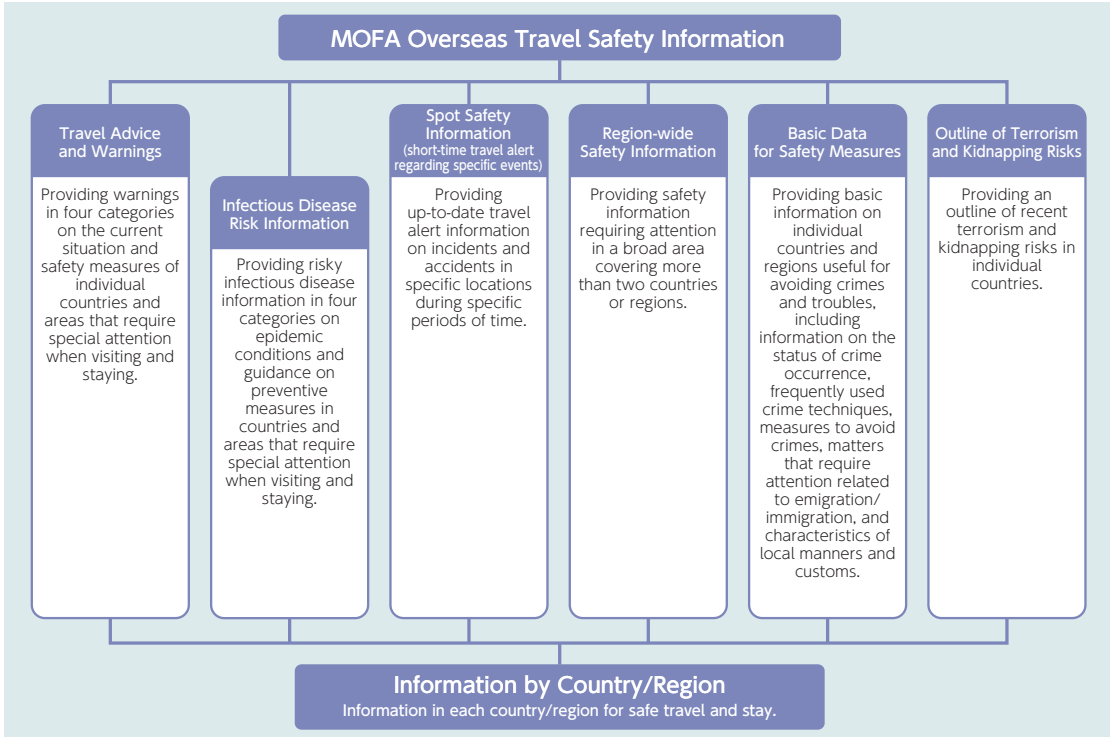 MOFA Overseas Travel Safety Information
Travel Advice
and Warnings
Providing warnings
in four categories
on the current
situation and
safety measures of
individual
countries and
areas that require
special attention
when visiting and
staying.
Infectious Disease
Risk Information
Providing risky
infectious disease
information in four
categories on
epidemic
conditions and
guidance on
preventive
measures in
countries and
areas that require
special attention
when visiting and
staying.
Spot Safety
Information
(short-time travel alert
regarding specific events)
Providing
up-to-date travel
alert information
on incidents and
accidents in
specific locations
during specific
periods of time.
Region-wide
Safety Information
Providing safety
information
requiring attention
in a broad area
covering more
than two countries
or regions.
Basic Data
for Safety Measures
Providing basic
information on
individual
countries and
regions useful for
avoiding crimes
and troubles,
including
information on the
status of crime
occurrence,
frequently used
crime techniques,
measures to avoid
crimes, matters
that require
attention related
to emigration/
immigration, and
characteristics of
local manners and
customs.
Outline of Terrorism
and Kidnapping Risks
Providing an
outline of recent
terrorism and
kidnapping risks in
individual
countries.
Information by Country/Region
Information in each country/region for safe travel and stay.